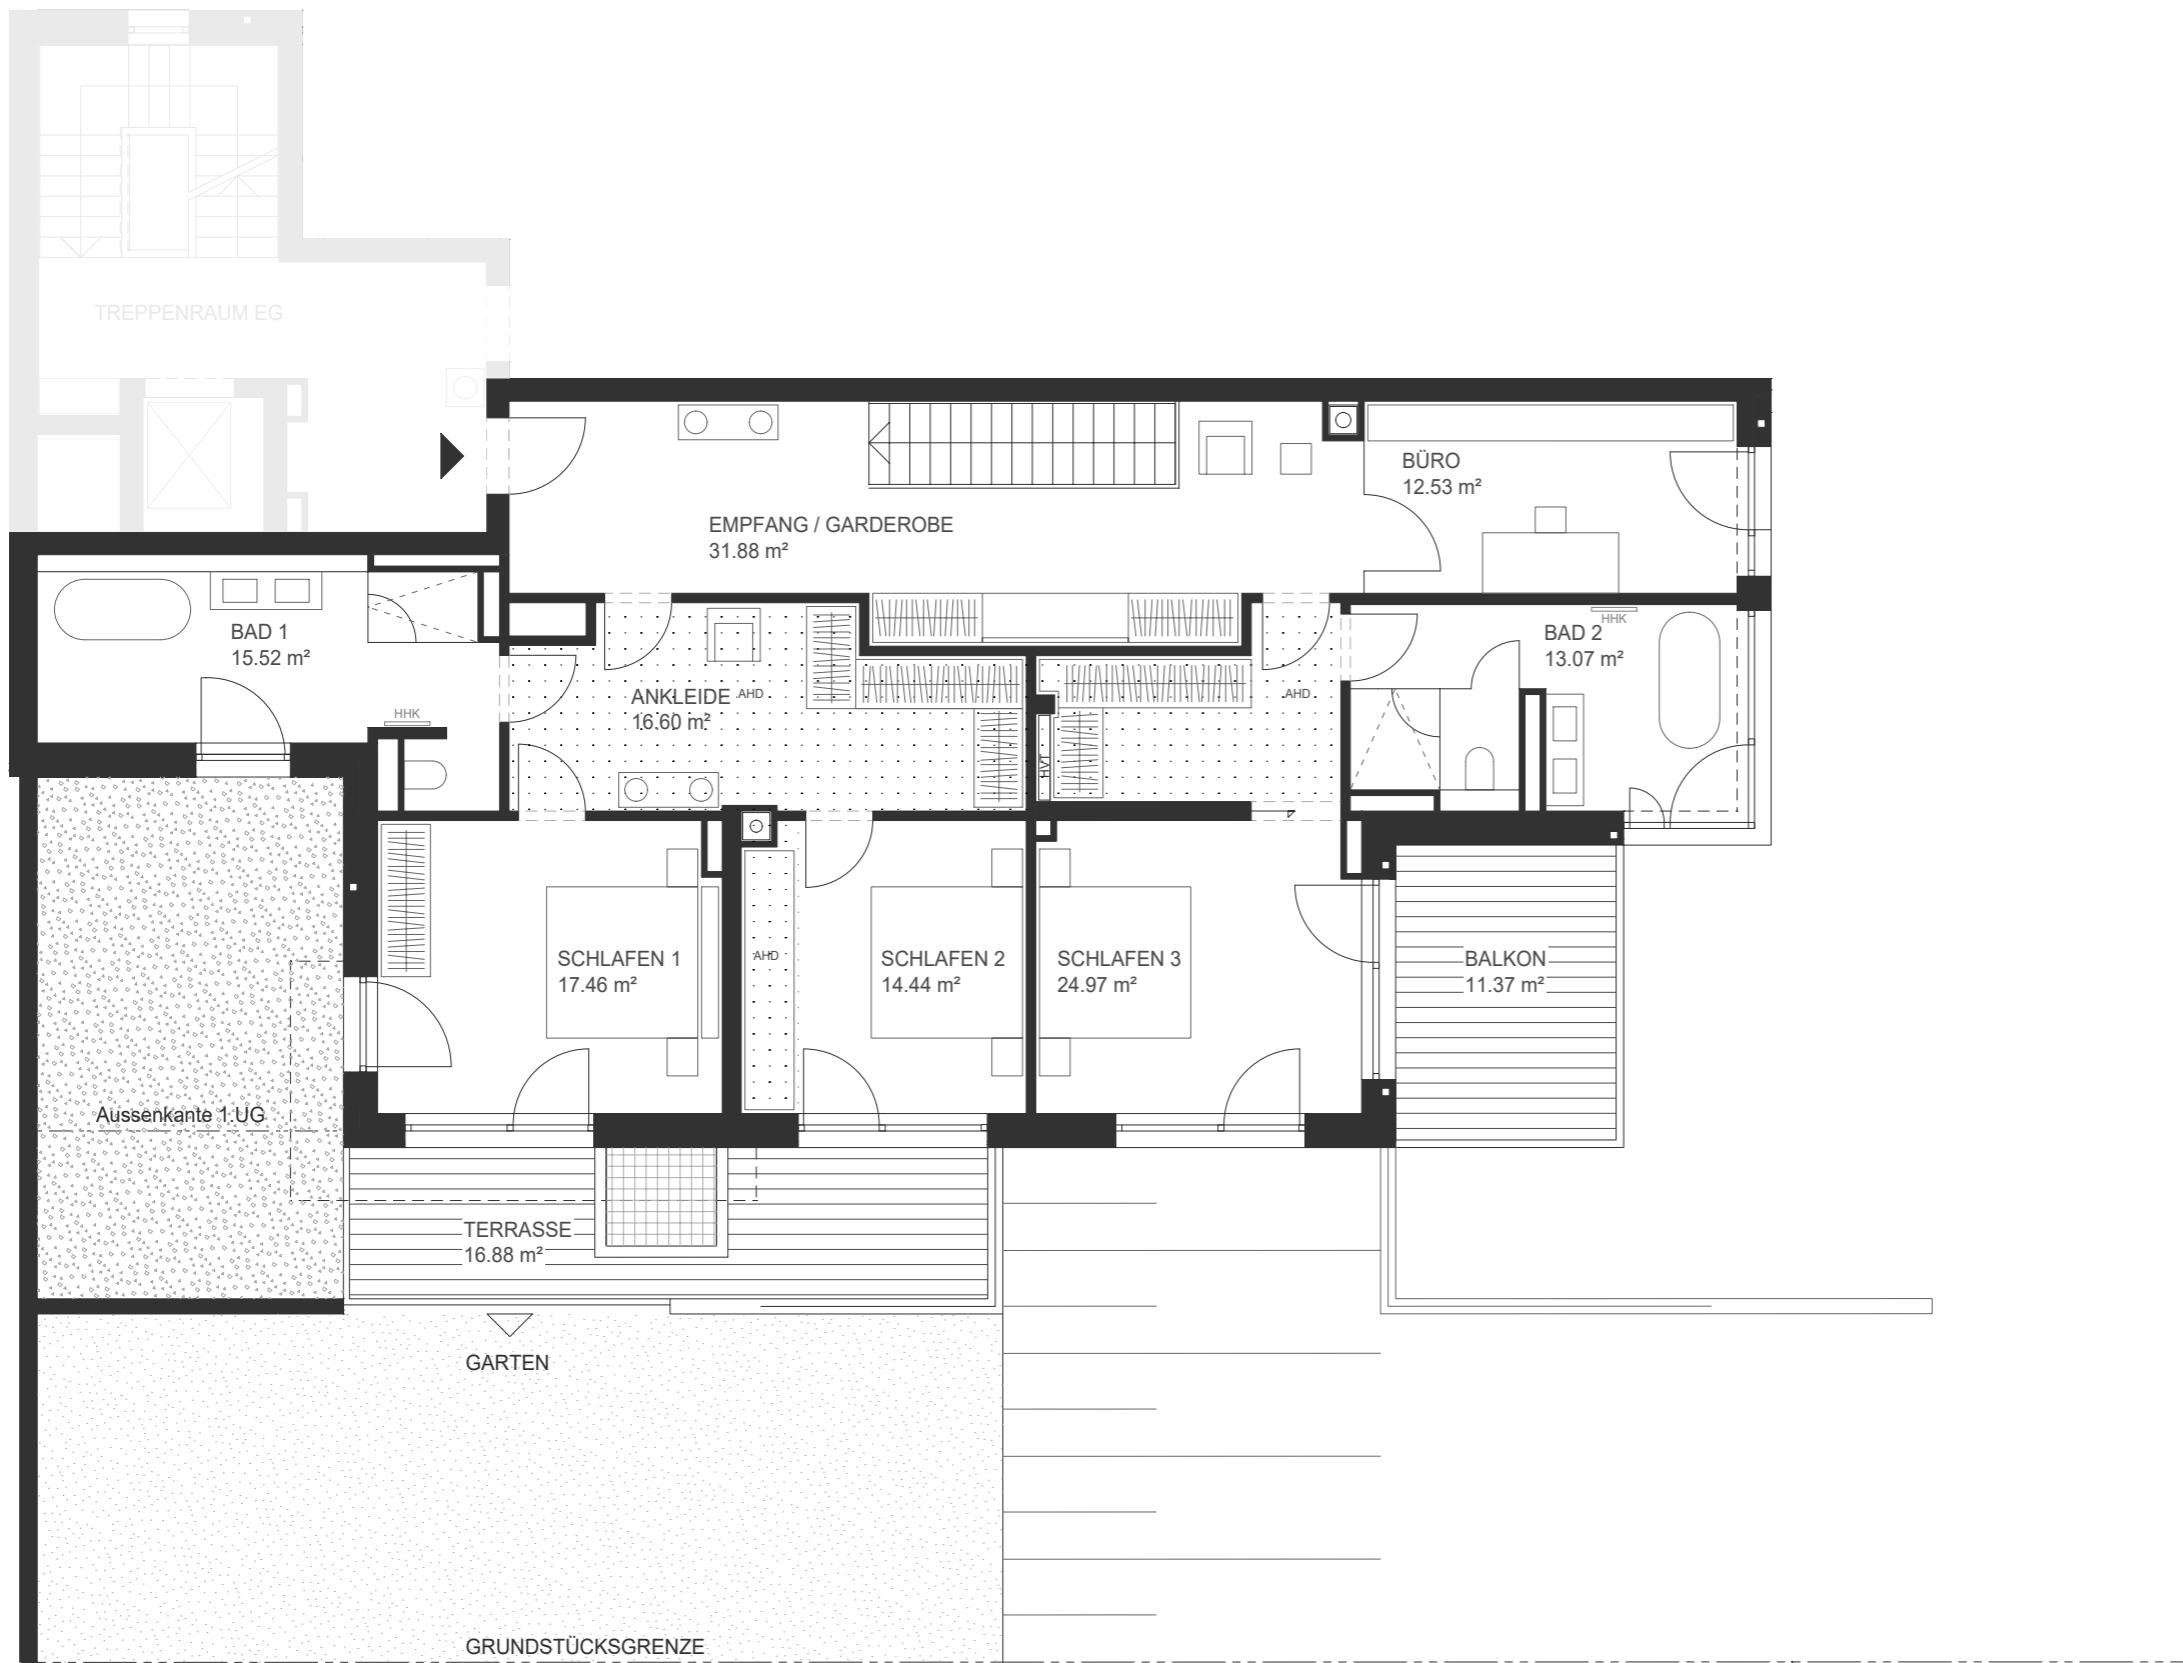 TREPPENRAUM EG
BÜRO
12.53 m²
EMPFANG / GARDEROBE
31.88 m²
BAD 1
15.52 m²
HHK
BAD 2
13.07 m²
HHK
ANKLEIDE
16.60 m²
AHD
AHD
HVT
SCHLAFEN 1
17.46 m²
AHD
SCHLAFEN 2
14.44 m²
SCHLAFEN 3
24.97 m²
BALKON
11.37 m²
Aussenkante 1.UG
TERRASSE
16.88 m²
GARTEN
GRUNDSTÜCKSGRENZE